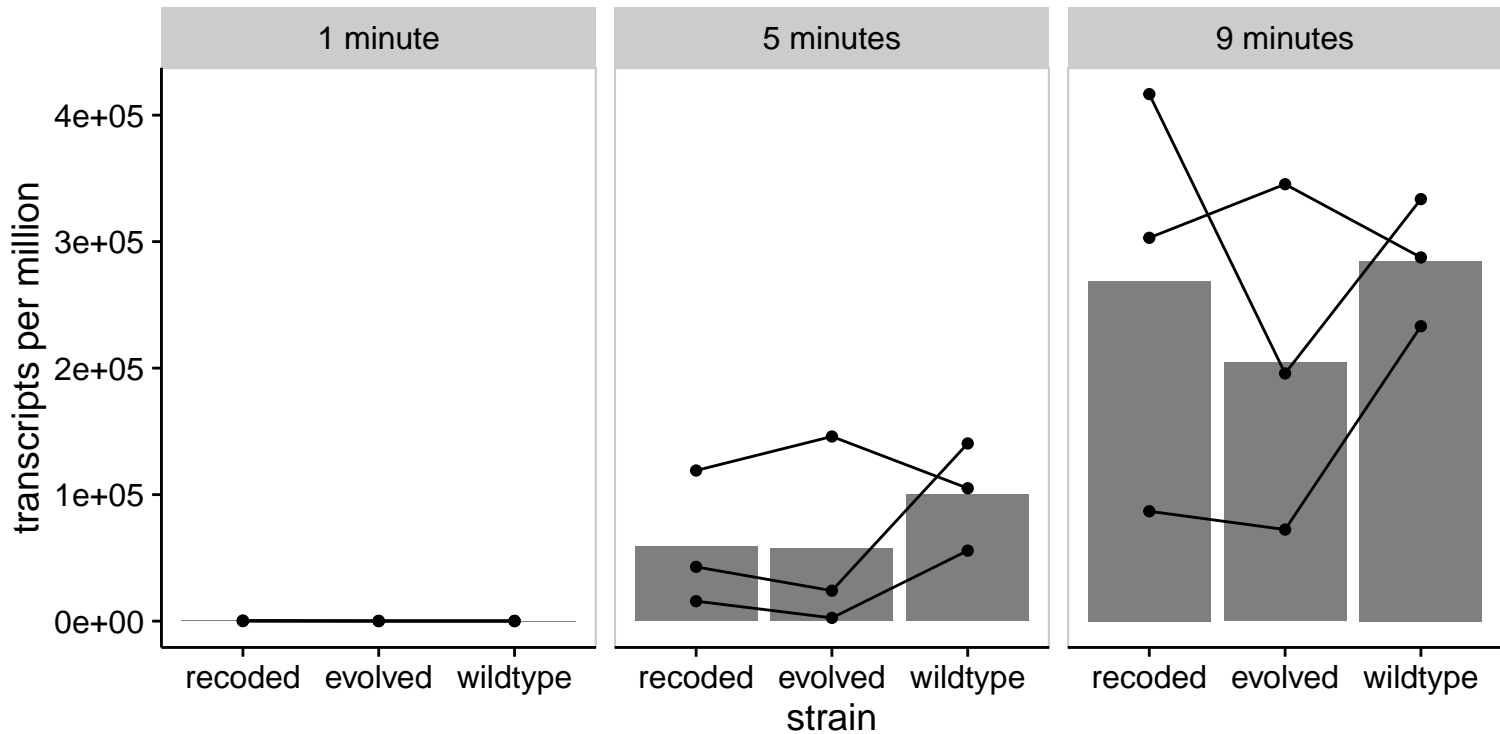 1 minute
5 minutes
9 minutes
transcripts per million
4e+05
3e+05
2e+05
1e+05
0e+00
recoded evolved wildtype
recoded evolved wildtype
recoded evolved wildtype
strain